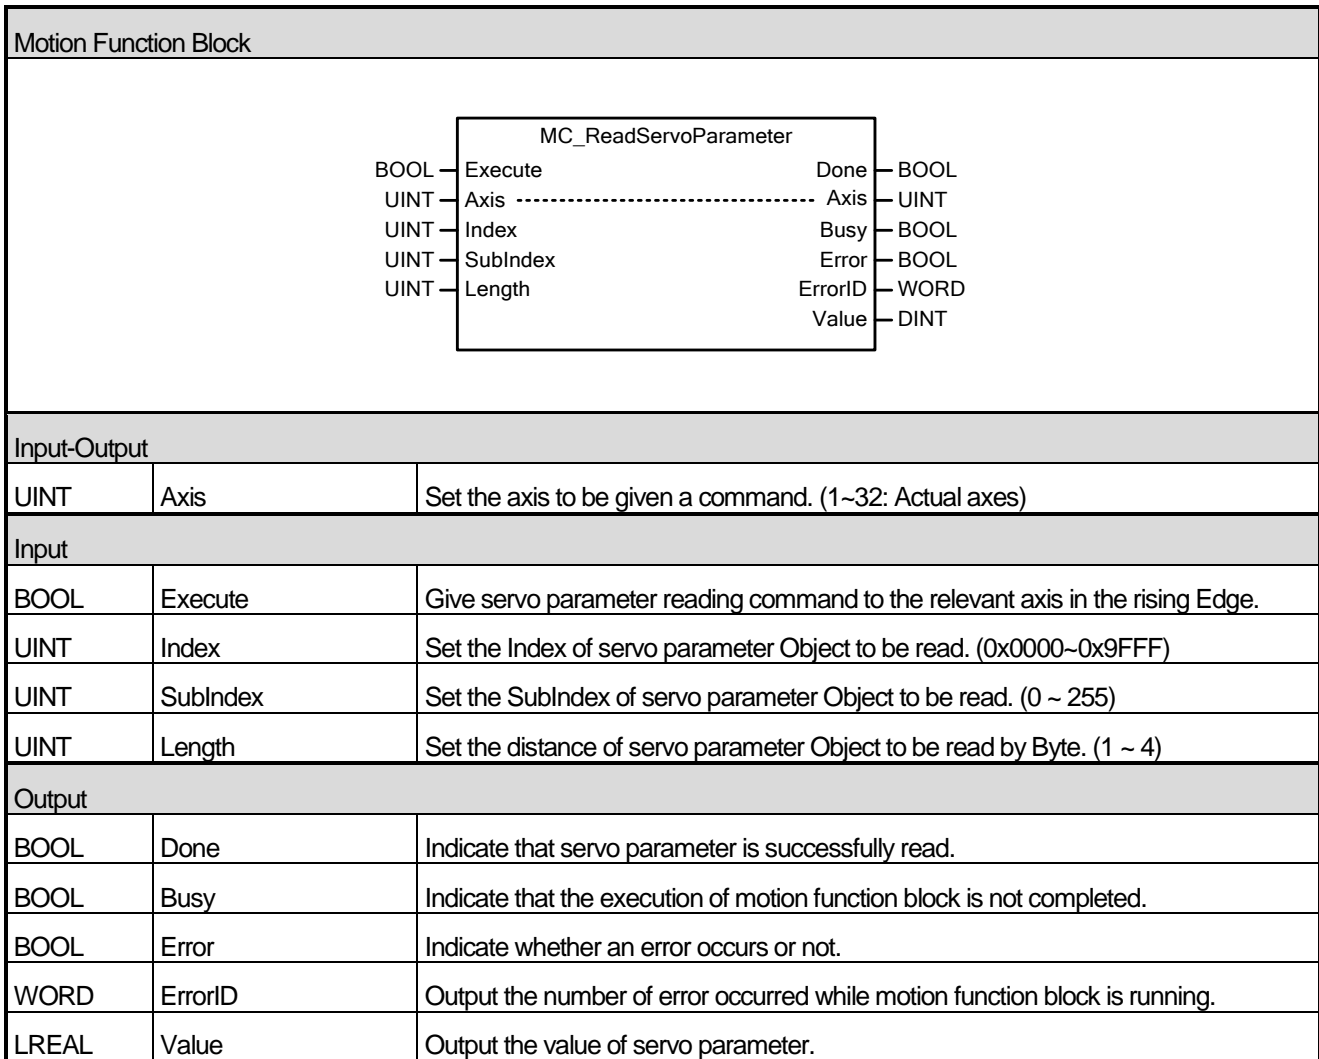 Motion Function Block
MC_ReadServoParameter
BOOL Execute Done BOOL
UINT Axis Axis UINT
UINT Index Busy BOOL
UINT SubIndex Error BOOL
UINT Length ErrorID WORD
Value DINT
Input-Output
UINT Axis Set the axis to be given a command. (1~32: Actual axes)
Input
BOOL Execute Give servo parameter reading command to the relevant axis in the rising Edge.
UINT Index Set the Index of servo parameter Object to be read. (0x0000~0x9FFF)
UINT SubIndex Set the SubIndex of servo parameter Object to be read. (0 ~ 255)
UINT Length Set the distance of servo parameter Object to be read by Byte. (1 ~ 4)
Output
BOOL Done Indicate that servo parameter is successfully read.
BOOL Busy Indicate that the execution of motion function block is not completed.
BOOL Error Indicate whether an error occurs or not.
WORD ErrorID Output the number of error occurred while motion function block is running.
LREAL Value Output the value of servo parameter.